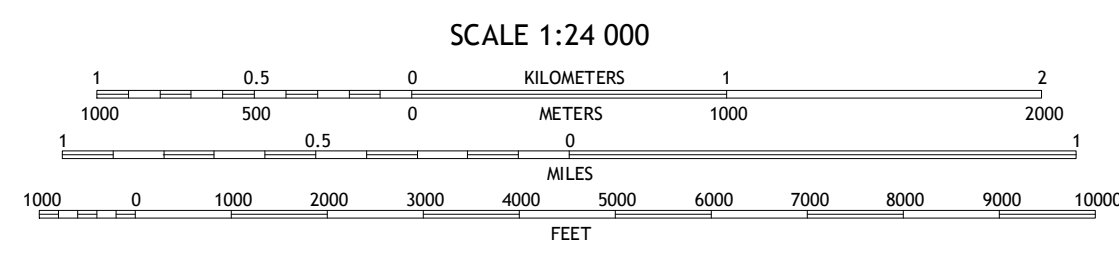 SCALE 1:24 000
1 0.5 0 KILOMETERS 1 2
1000 500 0 METERS 1000 2000
1 0.5 0 1
MILES
1000 0 1000 2000 3000 4000 5000 6000 7000 8000 9000 10000
FEET